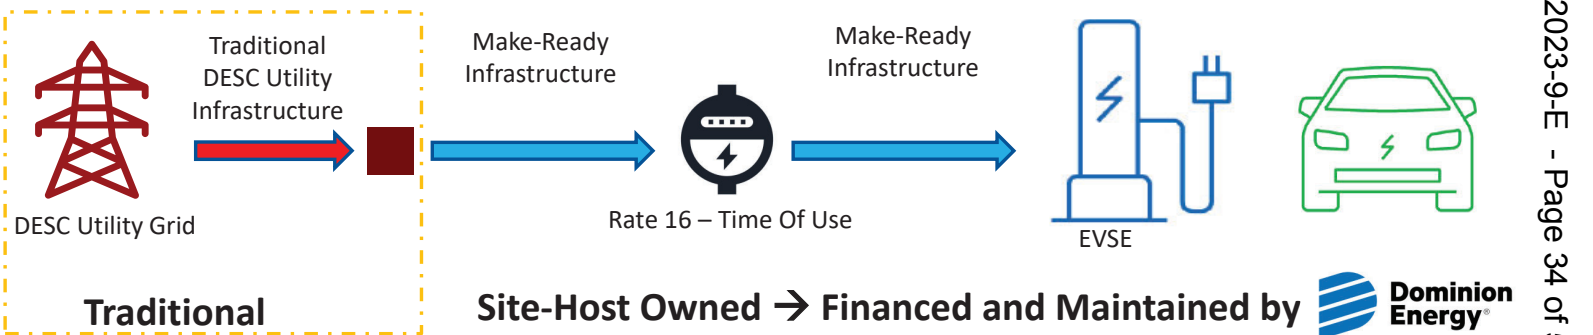 Traditional
DESC Utility
Infrastructure
Make-Ready
Infrastructure
Make-Ready
Infrastructure
DESC Utility Grid
Rate 16 – Time Of Use
EVSE
Traditional
Site-Host Owned → Financed and Maintained by
Dominion
Energy®
2023-9-E - Page 34 of